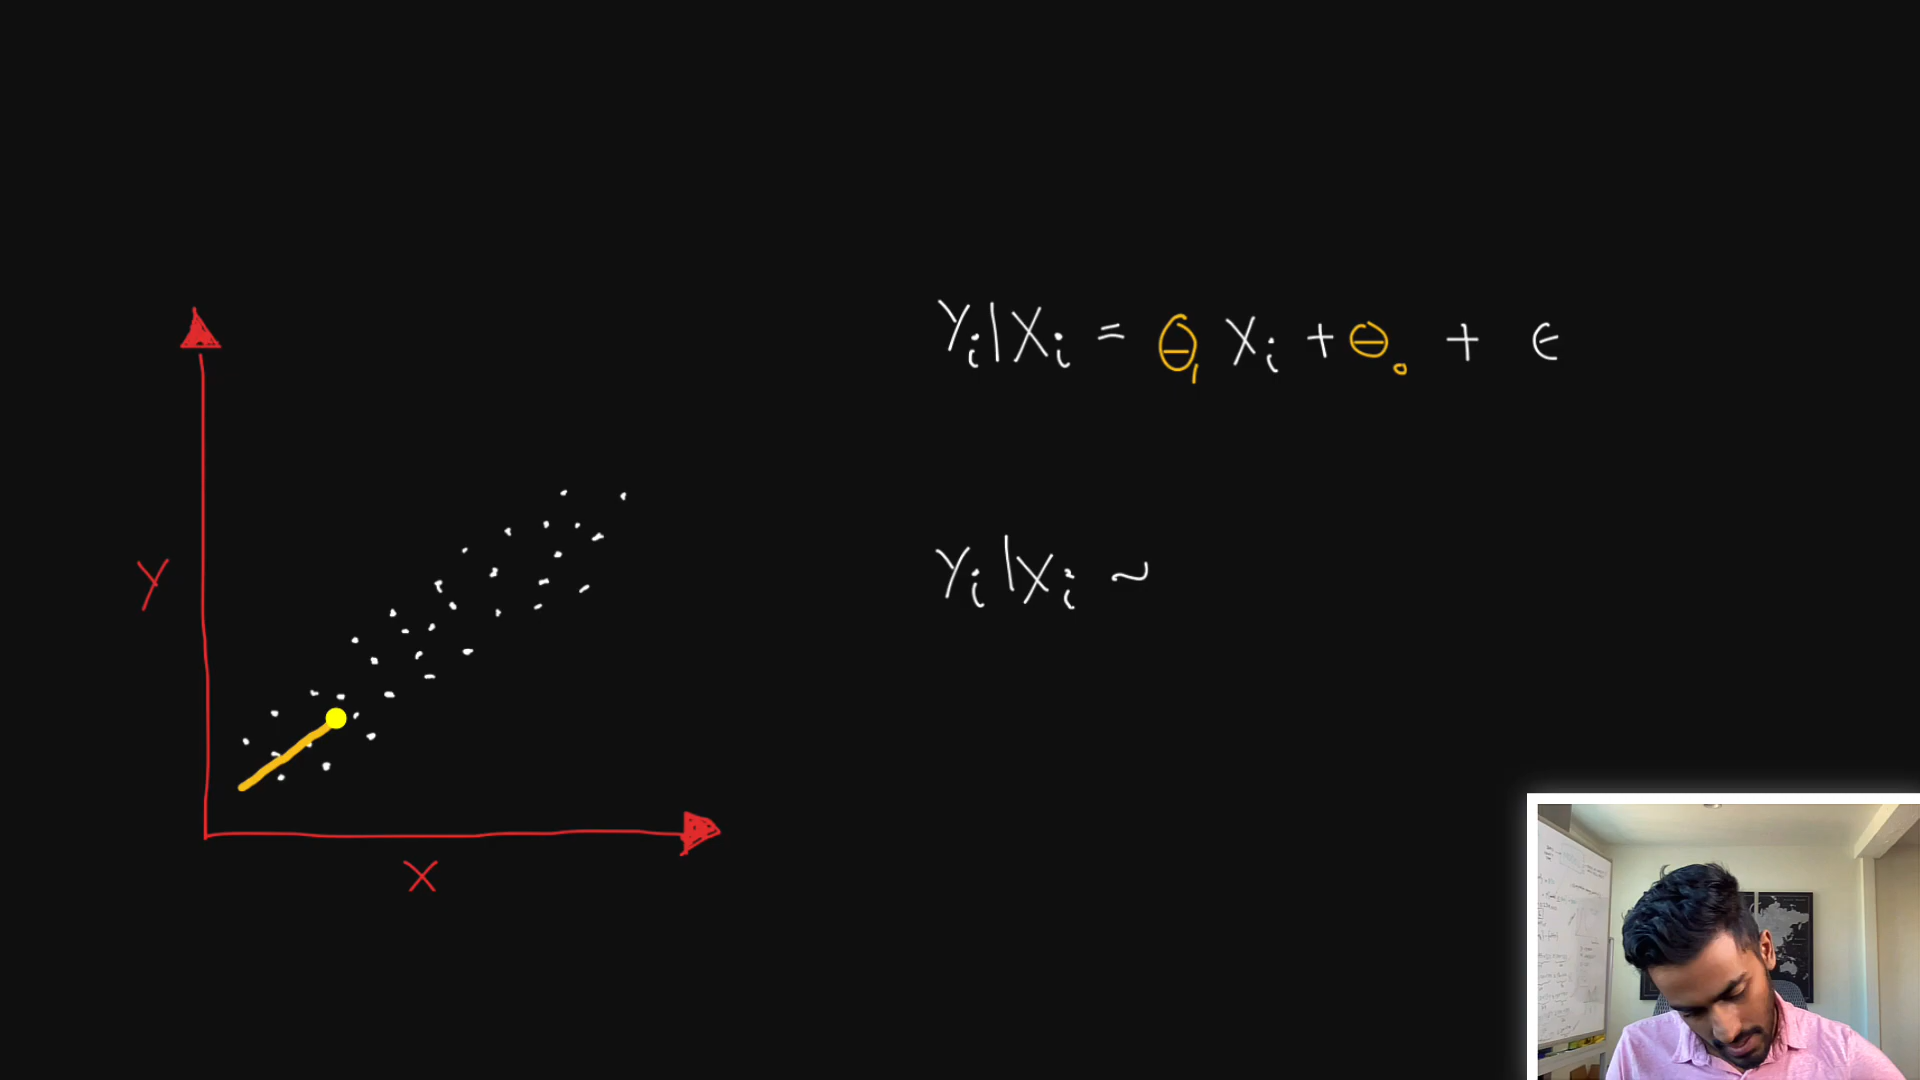 Yi|Xi = θ₁ Xi + θ₀ + ϵ
Yi|Xi ~
Y
X